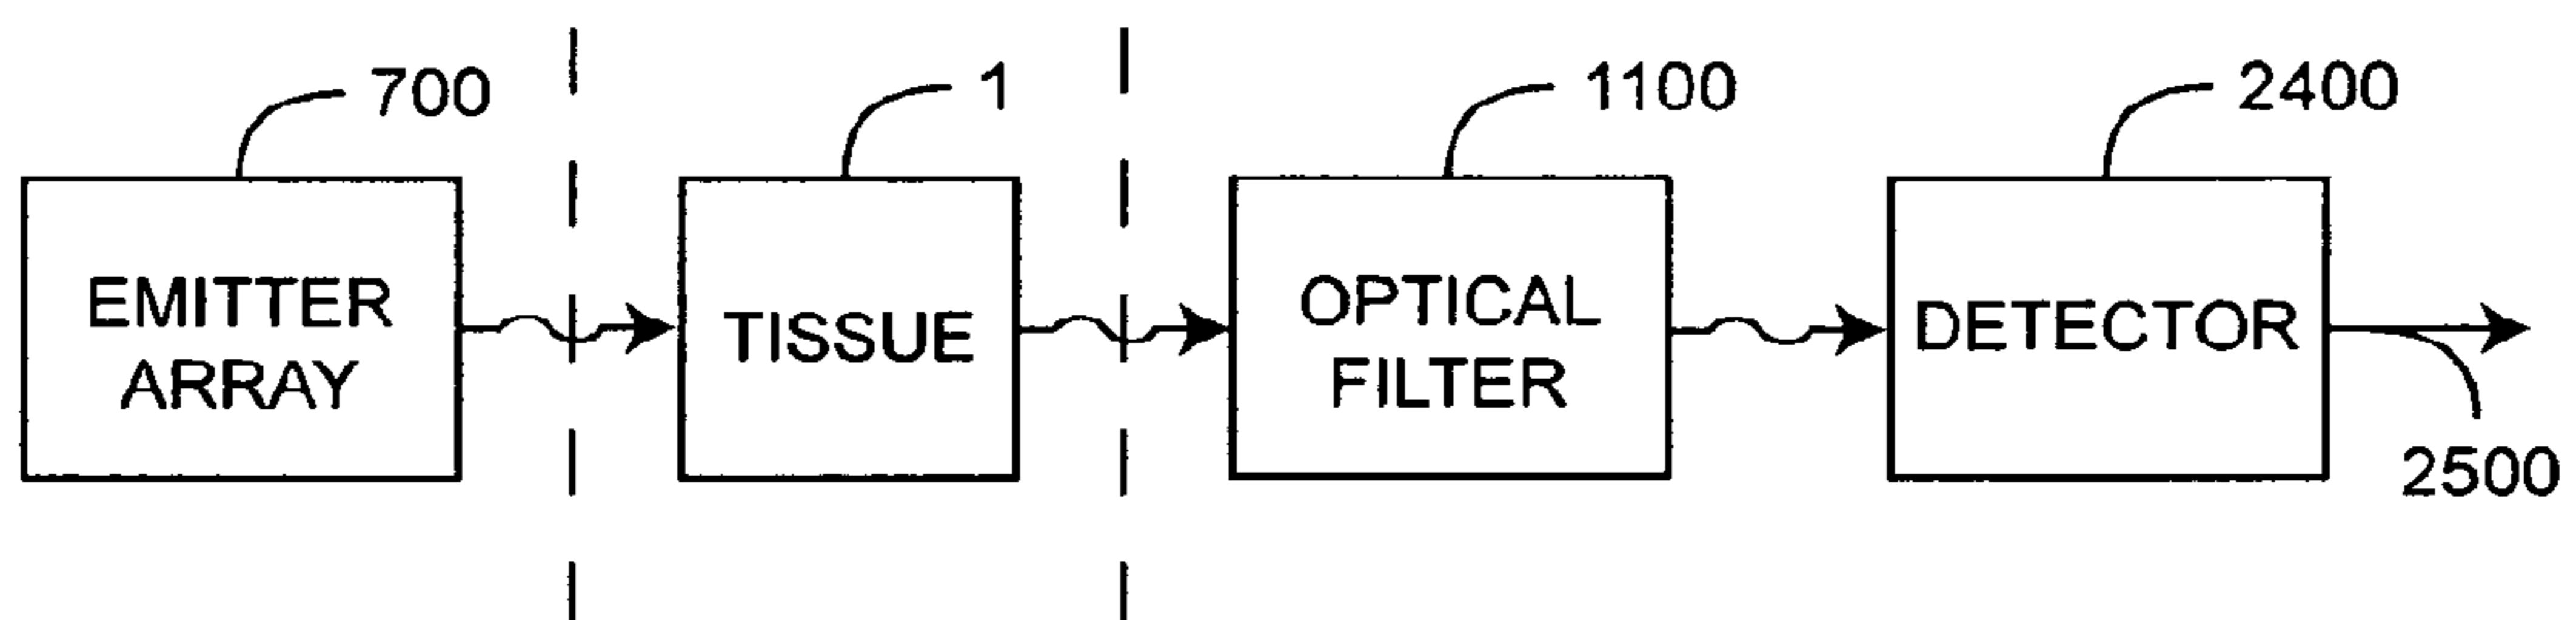 700
1
1100
2400
EMITTER
ARRAY
TISSUE
OPTICAL
FILTER
DETECTOR
2500